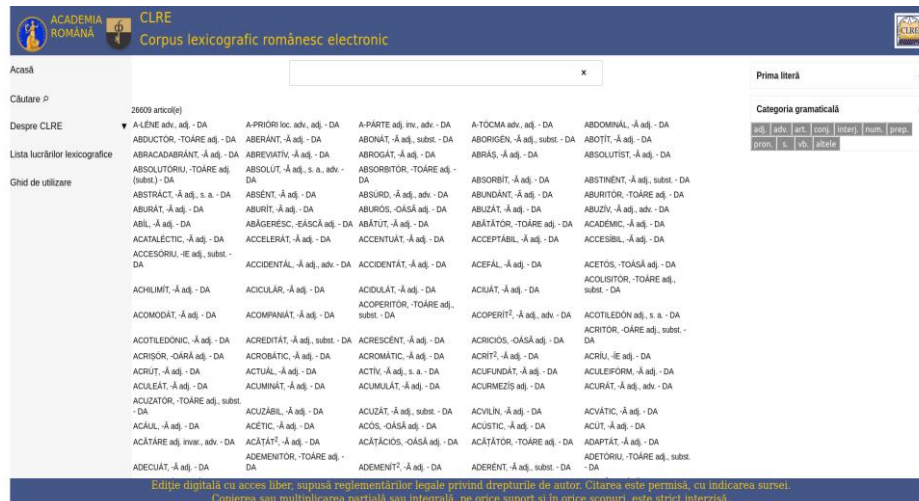 ACADEMIA
ROMÂNĂ
CLRE
Corpus lexicografic românesc electronic
CLRE
Acasă
Căutare
Despre CLRE ▼
Lista lucrărilor lexicografice
Ghid de utilizare
x
Prima literă
Categoria gramaticală
adj. adv. art. conj. interj. num. prep.
pron. s. vb. altele
26609 articol(e)
A-LÉNE adv., adj. - DA A-PRIÓRI loc. adv., adj. - DA A-PÁRTE adj. inv., adv. - DA A-TÓCMA adv., adj. - DA ABDOMINÁL, -Ă adj. - DA
ABDUCTÓR, -TOÁRE adj. - DA ABERÁNT, -Ă adj. - DA ABONÁT, -Ă adj., subst. - DA ABORIGÉN, -Ă adj., subst. - DA ABOȚÍT, -Ă adj. - DA
ABRACADABRÁNT, -Ă adj. - DA ABREVIATÍV, -Ă adj. - DA ABROGÁT, -Ă adj. - DA ABRÁȘ, -Ă adj. - DA ABSOLUTÍST, -Ă adj. - DA
ABSOLUTÓRIU, -TOÁRE adj. ABSOLÚT, -Ă adj., s. a., adv. - ABSORBITÓR, -TOÁRE adj. -
(subst.) - DA DA DA ABSORBÍT, -Ă adj. - DA ABSTINÉNT, -Ă adj., subst. - DA
ABSTRÁCT, -Ă adj., s. a. - DA ABSÉNT, -Ă adj. - DA ABSÚRD, -Ă adj., adv. - DA ABUNDÁNT, -Ă adj. - DA ABURITÓR, -TOÁRE adj. - DA
ABURÁT, -Ă adj. - DA ABURÍT, -Ă adj. - DA ABURÓS, -OÁSĂ adj. - DA ABUZÁT, -Ă adj. - DA ABUZÍV, -Ă adj., adv. - DA
ABÍL, -Ă adj. - DA ABĂGERÉSC, -EÁSCĂ adj. - DA ABĂTÚT, -Ă adj. - DA ABĂTĂTÓR, -TOÁRE adj. - DA ACADÉMIC, -Ă adj. - DA
ACATALÉCTIC, -Ă adj. - DA ACCELERÁT, -Ă adj. - DA ACCENTUÁT, -Ă adj. - DA ACCEPTÁBIL, -Ă adj. - DA ACCESÍBIL, -Ă adj. - DA
ACCESÓRIU, -IE adj., subst. -
DA ACCIDENTÁL, -Ă adj., adv. - DA ACCIDENTÁT, -Ă adj. - DA ACEFÁL, -Ă adj. - DA ACETÓS, -TOÁSĂ adj. - DA
ACOLISITÓR, -TOÁRE adj.,
ACHILIMÍT, -Ă adj. - DA ACICULÁR, -Ă adj. - DA ACIDULÁT, -Ă adj. - DA ACIUÁT, -Ă adj. - DA subst. - DA
ACOPERITÓR, -TOÁRE adj.,
ACOMODÁT, -Ă adj. - DA ACOMPANIÁT, -Ă adj. - DA subst. - DA ACOPERÍT², -Ă adj., adv. - DA ACOTILEDÓN adj., s. a. - DA
ACRITÓR, -OÁRE adj., subst. -
ACOTILEDÓNIC, -Ă adj. - DA ACREDITÁT, -Ă adj., subst. - DA ACRESCÉNT, -Ă adj. - DA ACRICIÓS, -OÁSĂ adj. - DA DA
ACRIȘÓR, -OÁRĂ adj. - DA ACROBÁTIC, -Ă adj. - DA ACROMÁTIC, -Ă adj. - DA ACRÍT², -Ă adj. - DA ACRÍU, -ÍE adj. - DA
ACRÚȚ, -Ă adj. - DA ACTUÁL, -Ă adj. - DA ACTÍV, -Ă adj., s. a. - DA ACUFUNDÁT, -Ă adj. - DA ACULEIFÓRM, -Ă adj. - DA
ACULEÁT, -Ă adj. - DA ACUMINÁT, -Ă adj. - DA ACUMULÁT, -Ă adj. - DA ACURMEZÍȘ adj. - DA ACURÁT, -Ă adj., adv. - DA
ACUZATÓR, -TOÁRE adj., subst.
- DA ACUZÁBIL, -Ă adj. - DA ACUZÁT, -Ă adj., subst. - DA ACVILÍN, -Ă adj. - DA ACVÁTIC, -Ă adj. - DA
ACÁUL, -Ă adj. - DA ACÉTIC, -Ă adj. - DA ACÓS, -OÁSĂ adj. - DA ACÚSTIC, -Ă adj. - DA ACÚT, -Ă adj. - DA
ACĂTÁRE adj. invar., adv. - DA ACĂȚÁT², -Ă adj. - DA ACĂȚĂCIÓS, -OÁSĂ adj. - DA ACĂȚĂTÓR, -TOÁRE adj. - DA ADAPTÁT, -Ă adj. - DA
ADEMENITÓR, -TOÁRE adj. - ADETÓRIU, -TOÁRE adj., subst.
ADECUÁT, -Ă adj. - DA DA ADEMENÍT², -Ă adj. - DA ADERÉNT, -Ă adj., subst. - DA - DA
Ediție digitală cu acces liber, supusă reglementărilor legale privind drepturile de autor. Citarea este permisă, cu indicarea sursei.
Copierea sau multiplicarea parțială sau integrală, pe orice suport și în orice scopuri, este strict interzisă.